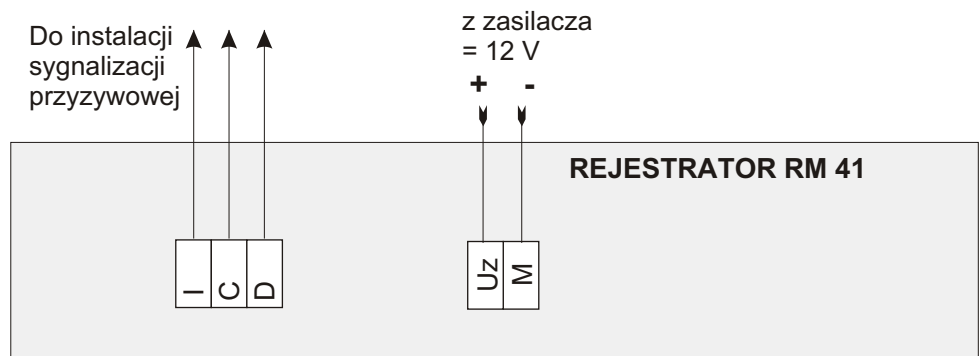 Do instalacji
sygnalizacji
przyzywowej
z zasilacza
= 12 V
+ -
REJESTRATOR RM 41
I C D
Uz M